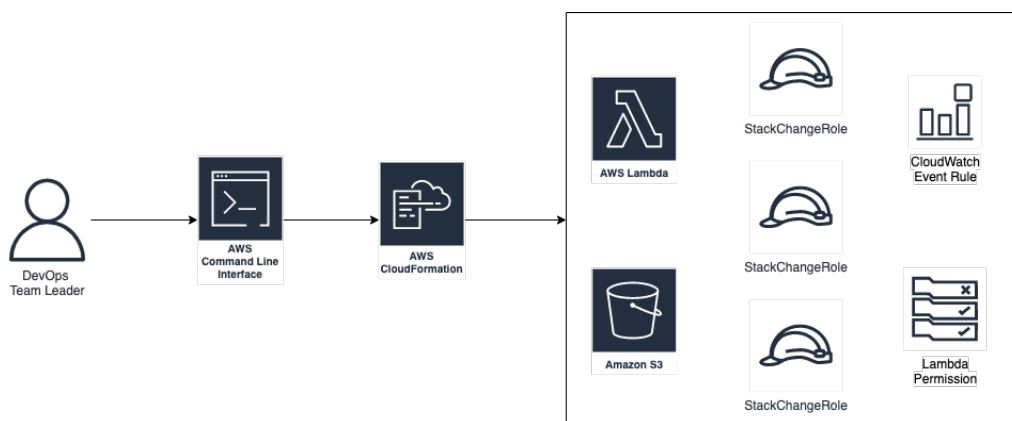 DevOps
Team Leader
AWS
Command Line
Interface
AWS
CloudFormation
AWS Lambda
Amazon S3
StackChangeRole
StackChangeRole
StackChangeRole
CloudWatch
Event Rule
Lambda
Permission